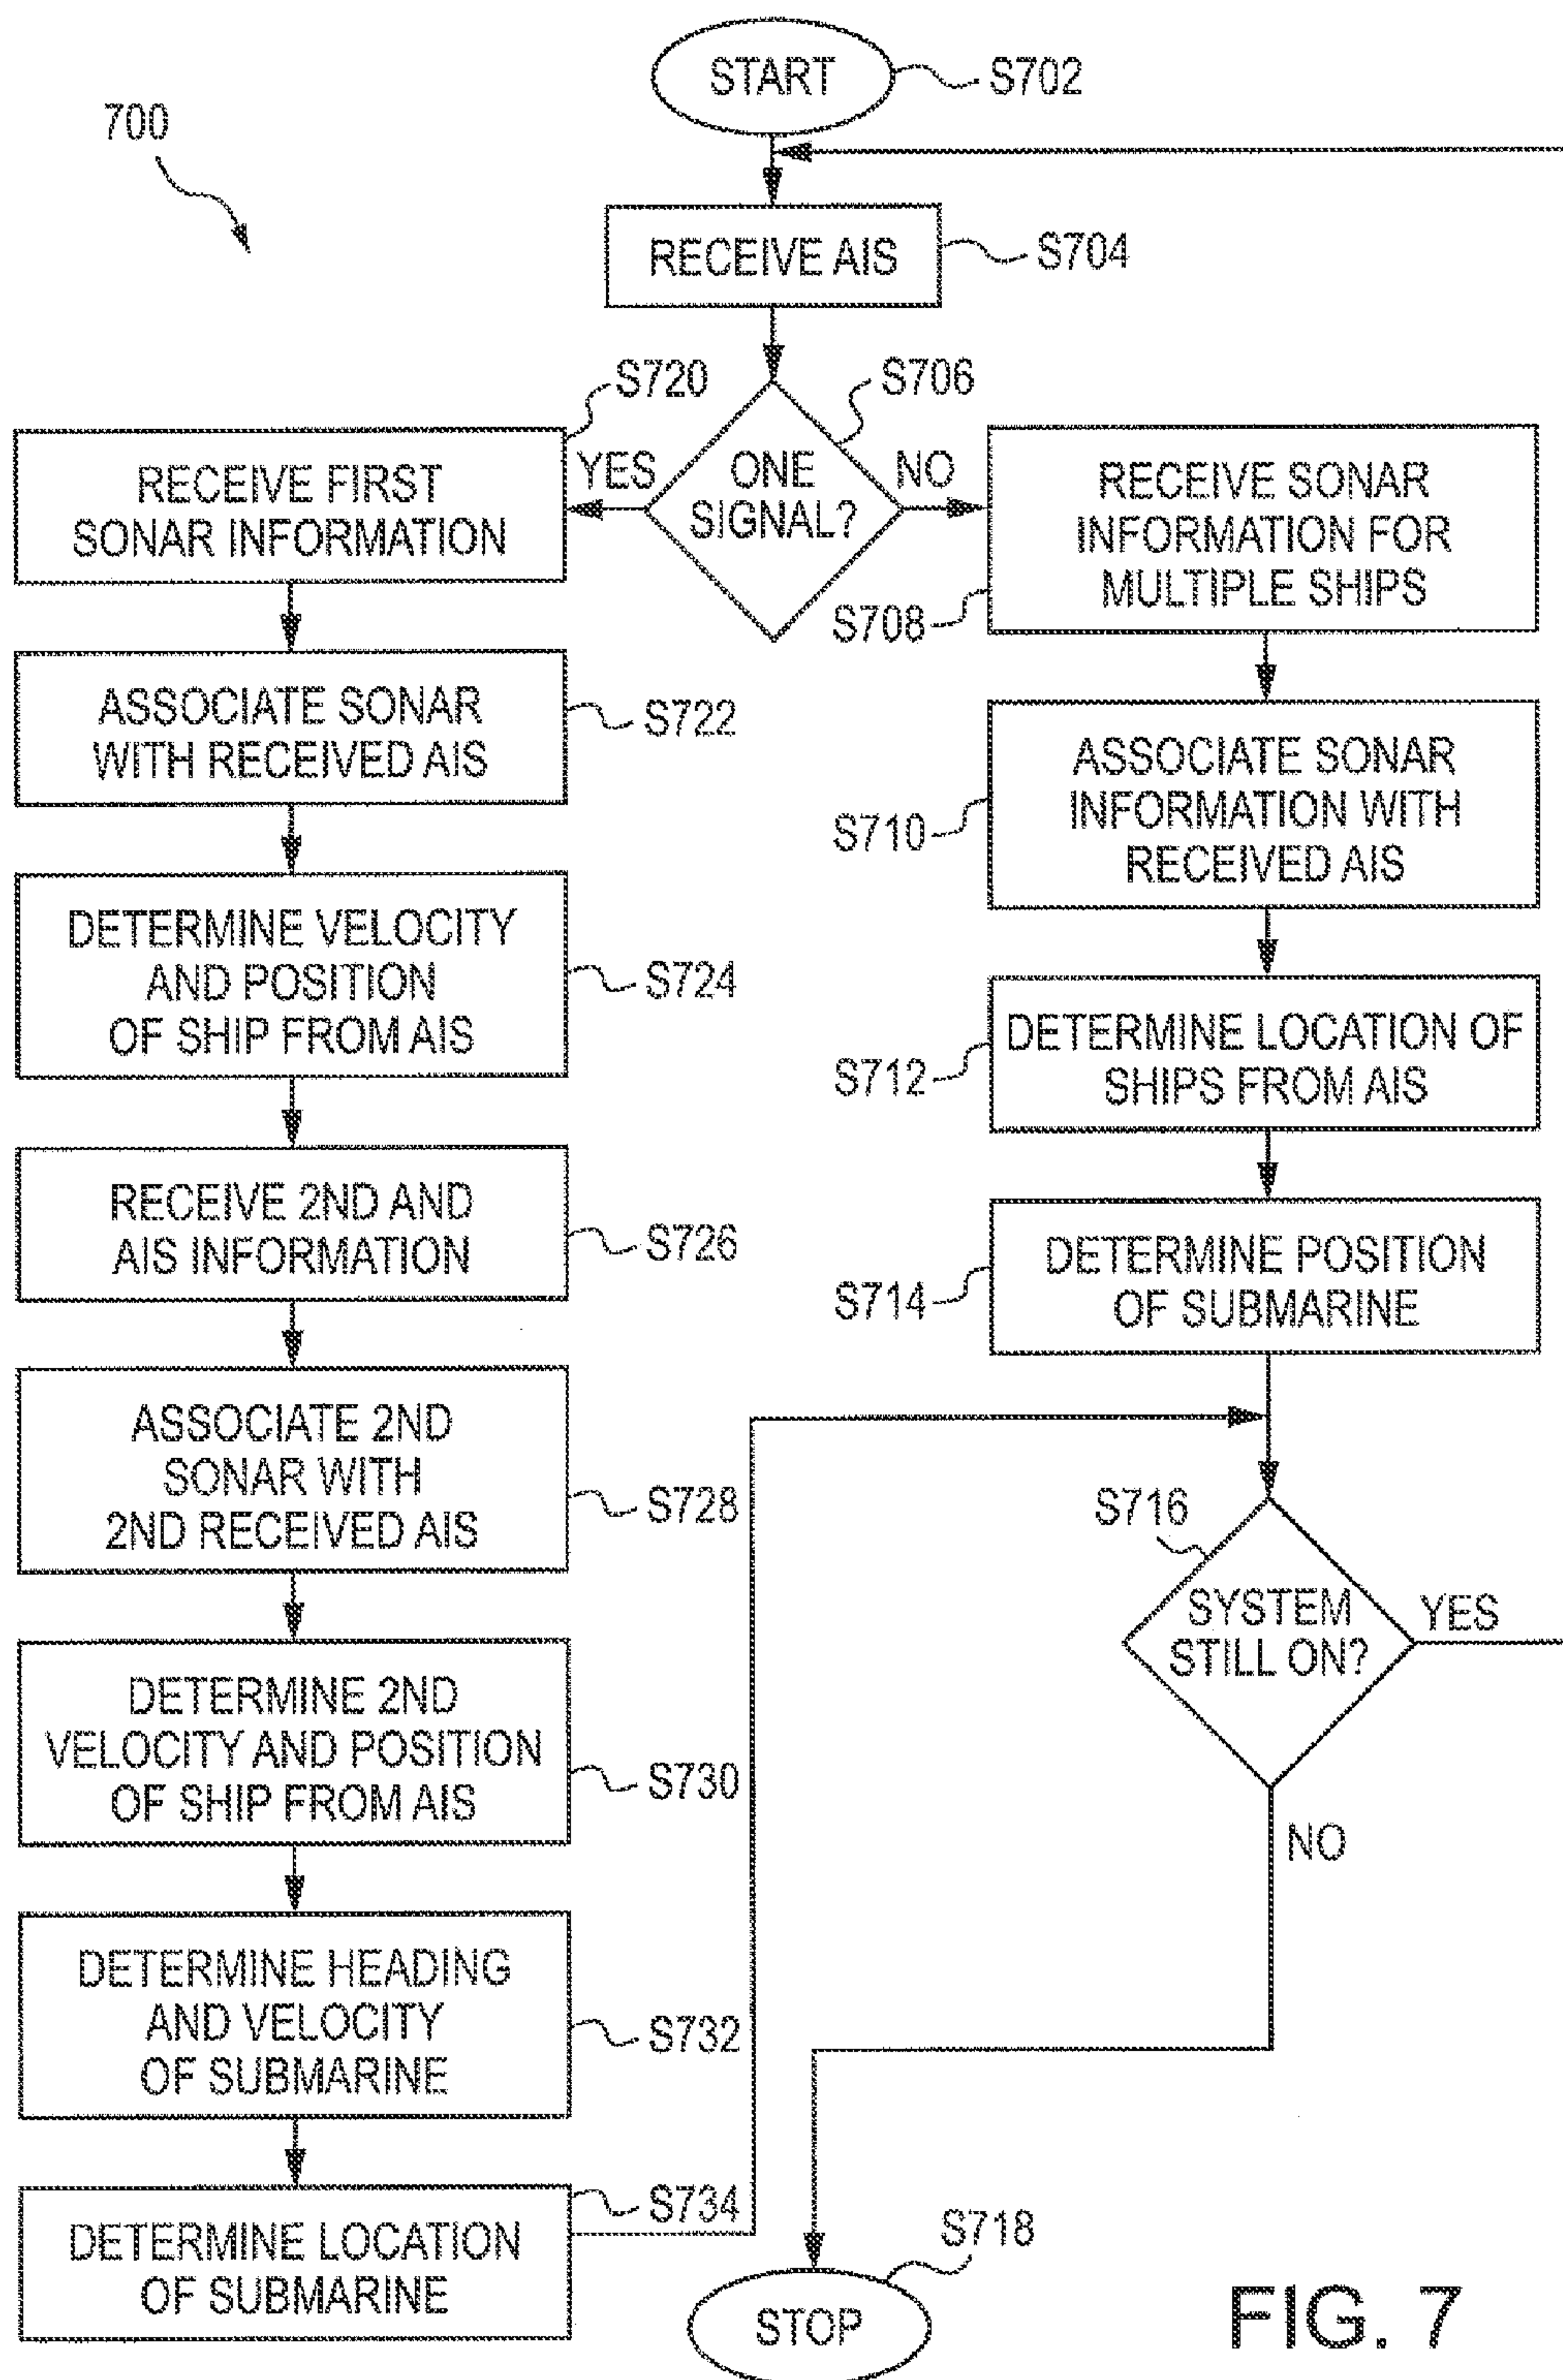 700
START
S702
RECEIVE AIS
S704
S706
ONE
SIGNAL?
YES
NO
S720
RECEIVE FIRST
SONAR INFORMATION
ASSOCIATE SONAR
WITH RECEIVED AIS
S722
DETERMINE VELOCITY
AND POSITION
OF SHIP FROM AIS
S724
RECEIVE 2ND AND
AIS INFORMATION
S726
ASSOCIATE 2ND
SONAR WITH
2ND RECEIVED AIS
S728
DETERMINE 2ND
VELOCITY AND POSITION
OF SHIP FROM AIS
S730
DETERMINE HEADING
AND VELOCITY
OF SUBMARINE
S732
DETERMINE LOCATION
OF SUBMARINE
S734
RECEIVE SONAR
INFORMATION FOR
MULTIPLE SHIPS
S708
ASSOCIATE SONAR
INFORMATION WITH
RECEIVED AIS
S710
DETERMINE LOCATION OF
SHIPS FROM AIS
S712
DETERMINE POSITION
OF SUBMARINE
S714
S716
SYSTEM
STILL ON?
YES
NO
S718
STOP
FIG. 7